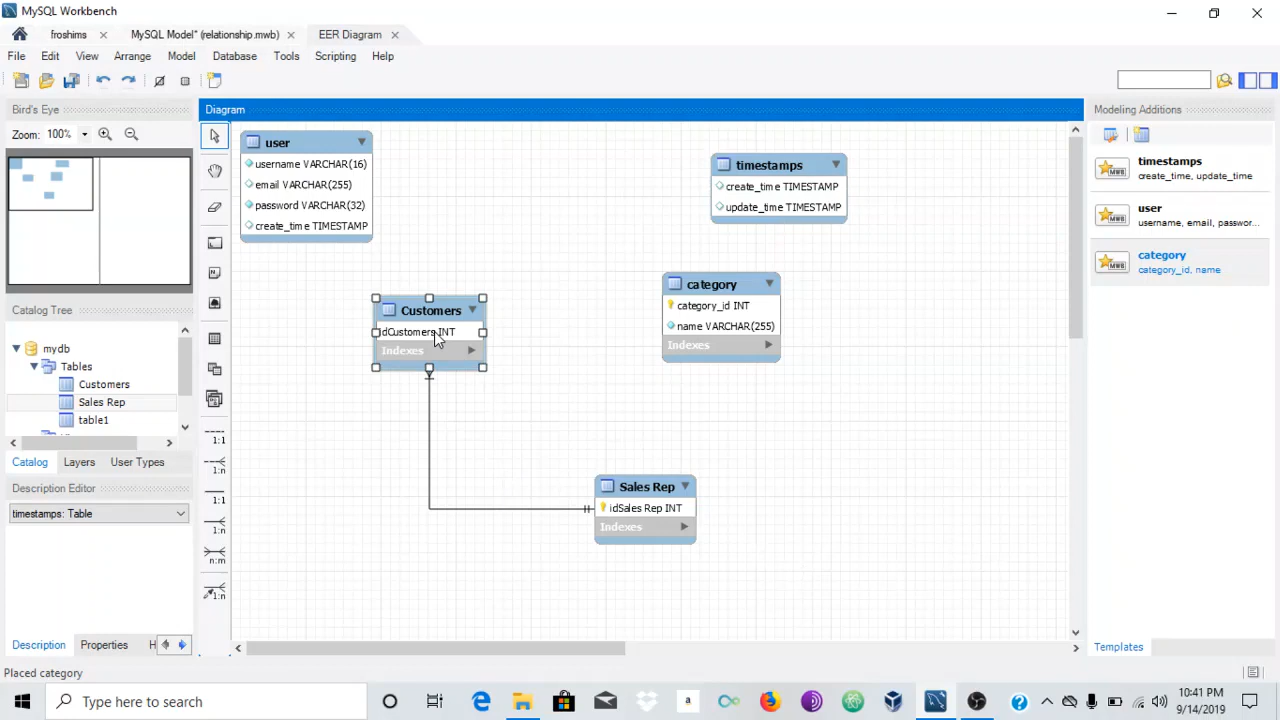 MySQL Workbench
froshims
MySQL Model* (relationship.mwb)
EER Diagram
File Edit View Arrange Model Database Tools Scripting Help
Bird's Eye
Zoom: 100%
Catalog Tree
mydb
Tables
Customers
Sales Rep
table1
Catalog Layers User Types
Description Editor
timestamps: Table
Description Properties H
Placed category
Diagram
1:1
1:n
1:1
1:n
n:m
1:n
user
username VARCHAR(16)
email VARCHAR(255)
password VARCHAR(32)
create_time TIMESTAMP
timestamps
create_time TIMESTAMP
update_time TIMESTAMP
Customers
idCustomers INT
Indexes
category
category_id INT
name VARCHAR(255)
Indexes
Sales Rep
idSales Rep INT
Indexes
Modeling Additions
timestamps
create_time, update_time
user
username, email, passwor...
category
category_id, name
Templates
Type here to search
10:41 PM
9/14/2019